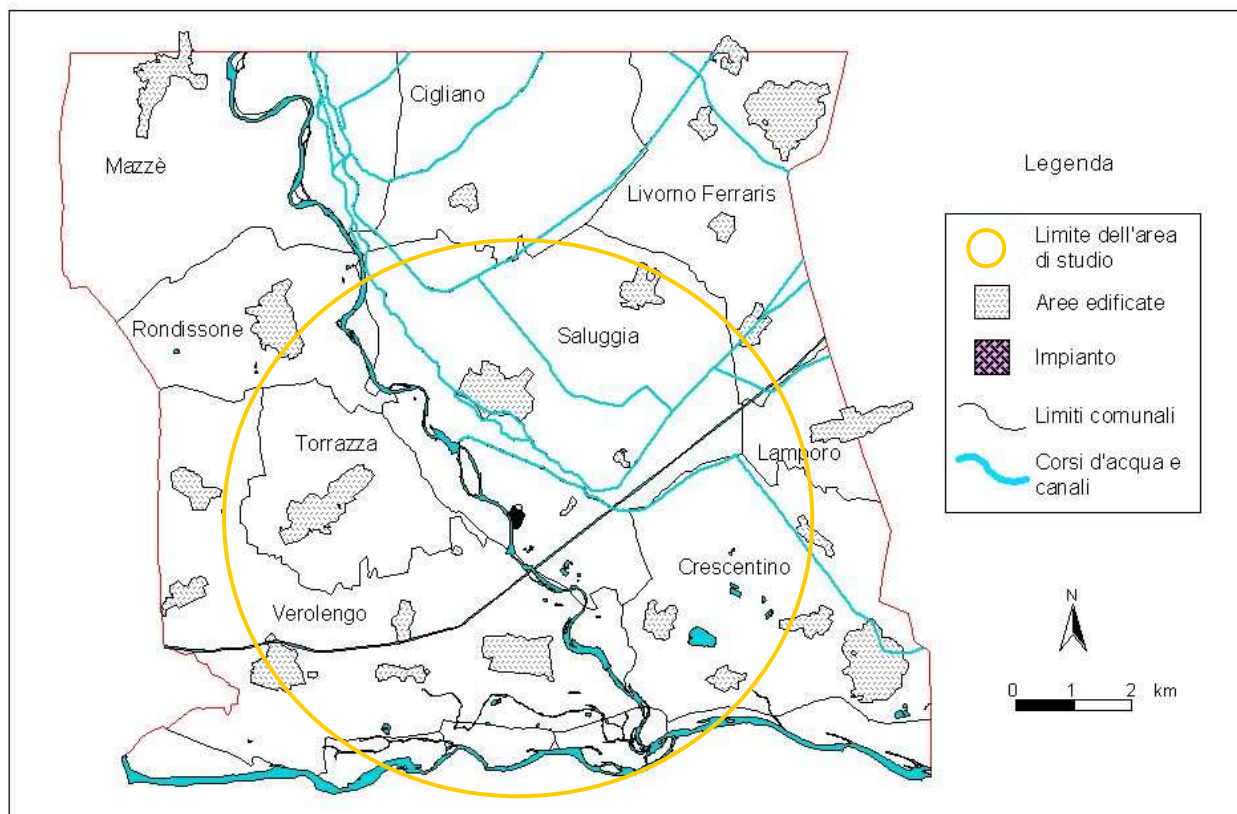 Cigliano
Mazzè
Livorno Ferraris
Rondissone
Saluggia
Torrazza
Lamporo
Crescentino
Verolengo
Legenda
Limite dell'area
di studio
Aree edificate
Impianto
Limiti comunali
Corsi d'acqua e
canali
N
0 1 2 km